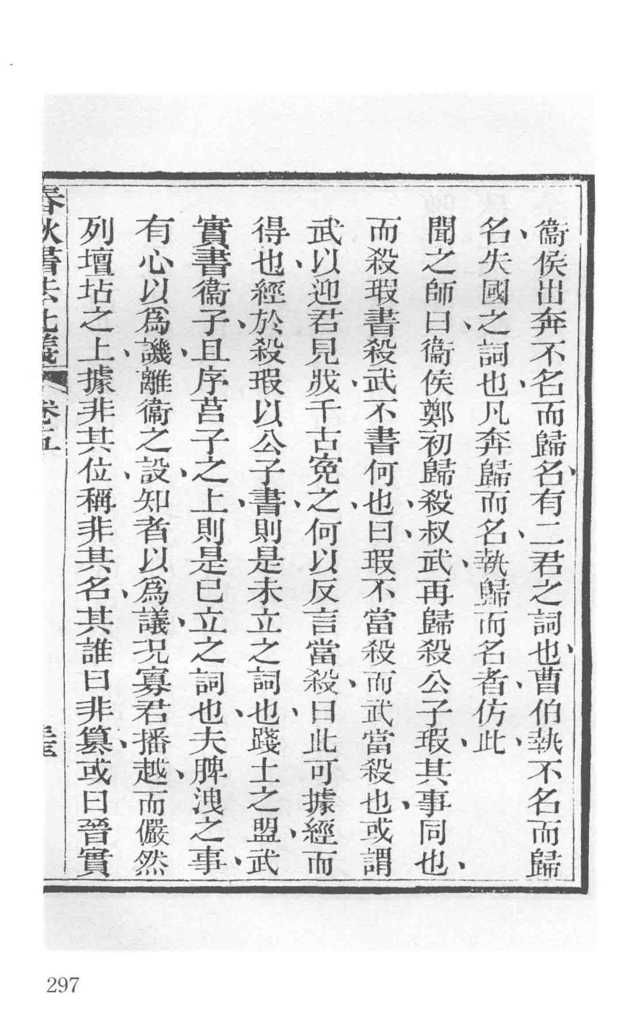 衞侯出奔不名而歸名有二君之詞也曹伯執不名而歸
名失國之詞也凡奔歸而名執歸而名者仿此
聞之師曰衞侯鄭初歸殺叔武再歸殺公子瑕其事同也
而殺瑕書殺武不書何也曰瑕不當殺而武當殺也或謂
武以迎君見戕千古寃之何以反言當殺曰此可據經而
得也經於殺瑕以公子書則是未立之詞也踐土之盟武
實書衞子且序莒子之上則是已立之詞也夫脾洩之事
有心以爲譏離衞之設知者以爲議况寡君播越而儼然
列壇坫之上據非其位稱非其名其誰曰非篡或曰晉實
春秋書法比義 卷五
297